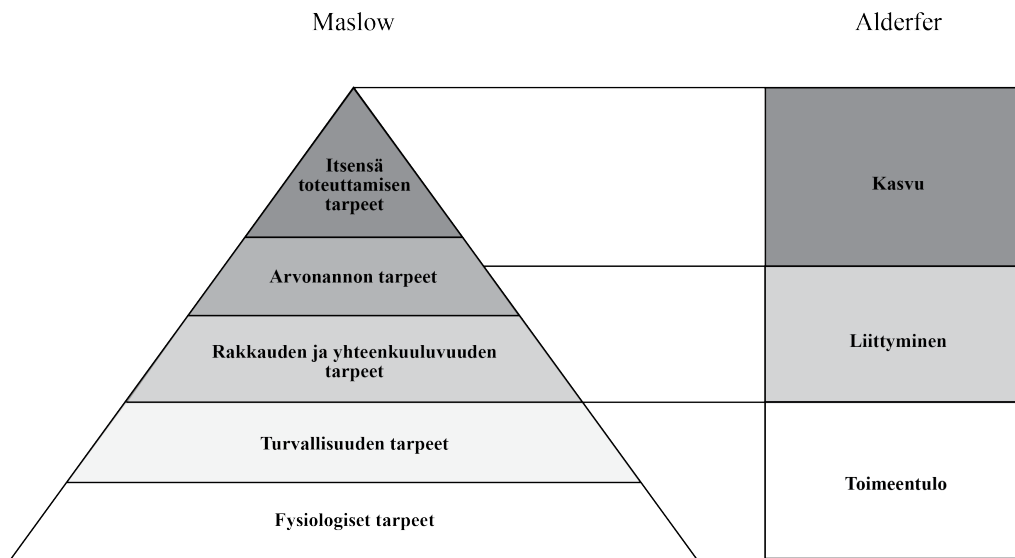 Maslow
Alderfer
Itsensä
toteuttamisen
tarpeet
Kasvu
Arvonannon tarpeet
Liittyminen
Rakkauden ja yhteenkuuluvuuden
tarpeet
Turvallisuuden tarpeet
Toimeentulo
Fysiologiset tarpeet